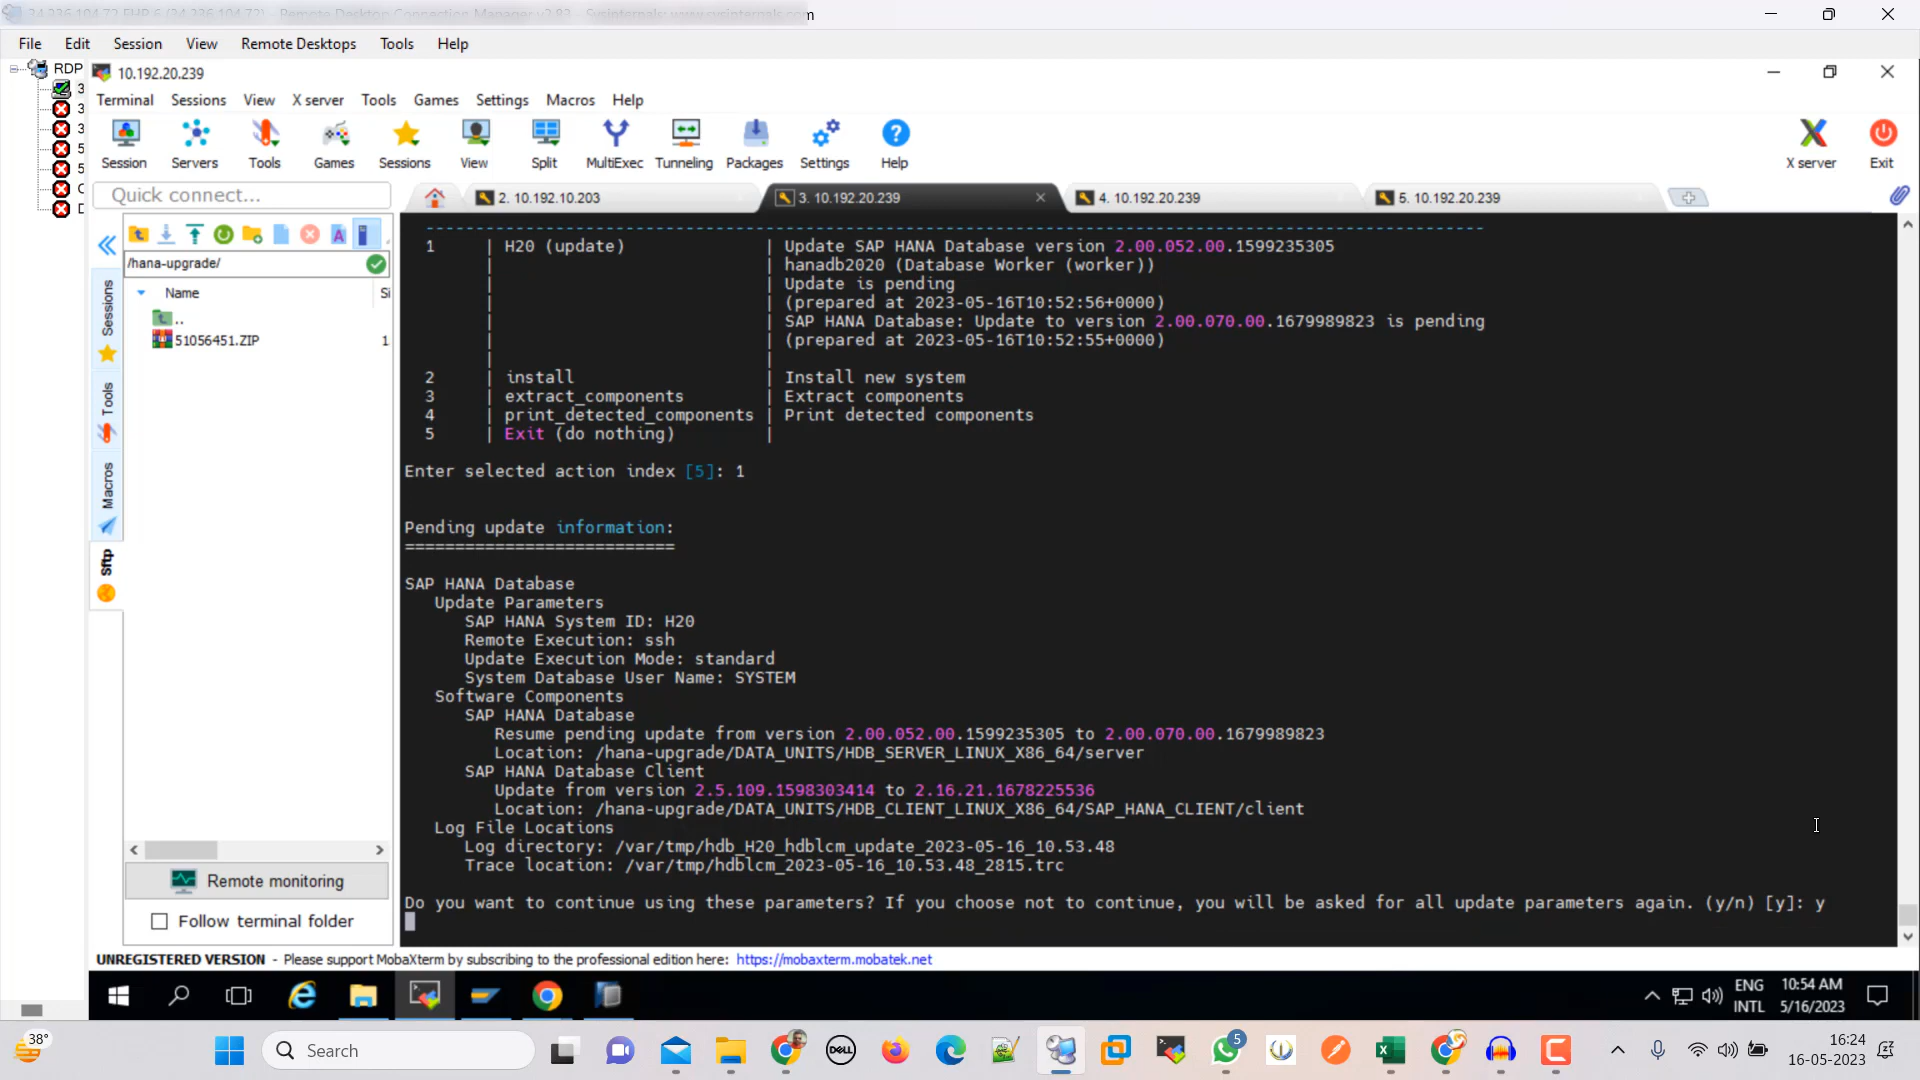 Remote Desktop Connection Manager v2.83 - Sysinternals: www.sysinternals.com
File Edit Session View Remote Desktops Tools Help
RDP
10.192.20.239
Terminal Sessions View X server Tools Games Settings Macros Help
Session Servers Tools Games Sessions View Split MultiExec Tunneling Packages Settings Help X server Exit
Quick connect...
2. 10.192.10.203
3. 10.192.20.239
4. 10.192.20.239
5. 10.192.20.239
/hana-upgrade/
Name Si
..
51056451.ZIP 1
Sessions
Tools
Macros
Sftp
Remote monitoring
Follow terminal folder
1 | H20 (update) | Update SAP HANA Database version 2.00.052.00.1599235305
| | hanadb2020 (Database Worker (worker))
| | Update is pending
| | (prepared at 2023-05-16T10:52:56+0000)
| | SAP HANA Database: Update to version 2.00.070.00.1679989823 is pending
| | (prepared at 2023-05-16T10:52:55+0000)
| |
2 | install | Install new system
3 | extract_components | Extract components
4 | print_detected_components | Print detected components
5 | Exit (do nothing) |
Enter selected action index [5]: 1
Pending update information:
===========================
SAP HANA Database
Update Parameters
SAP HANA System ID: H20
Remote Execution: ssh
Update Execution Mode: standard
System Database User Name: SYSTEM
Software Components
SAP HANA Database
Resume pending update from version 2.00.052.00.1599235305 to 2.00.070.00.1679989823
Location: /hana-upgrade/DATA_UNITS/HDB_SERVER_LINUX_X86_64/server
SAP HANA Database Client
Update from version 2.5.109.1598303414 to 2.16.21.1678225536
Location: /hana-upgrade/DATA_UNITS/HDB_CLIENT_LINUX_X86_64/SAP_HANA_CLIENT/client
Log File Locations
Log directory: /var/tmp/hdb_H20_hdblcm_update_2023-05-16_10.53.48
Trace location: /var/tmp/hdblcm_2023-05-16_10.53.48_2815.trc
Do you want to continue using these parameters? If you choose not to continue, you will be asked for all update parameters again. (y/n) [y]: y
UNREGISTERED VERSION - Please support MobaXterm by subscribing to the professional edition here: https://mobaxterm.mobatek.net
ENG 10:54 AM
INTL 5/16/2023
38°
Search
DELL
5
16:24
16-05-2023